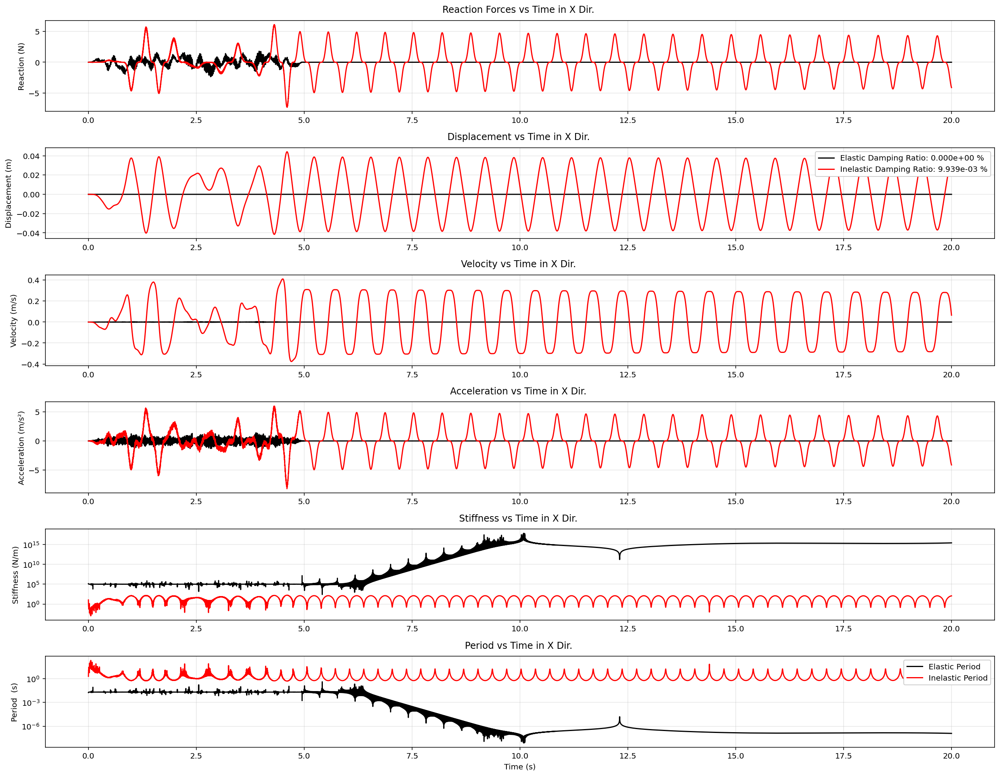 Reaction Forces vs Time in X Dir.
Reaction (N)
5
0
−5
0.0 2.5 5.0 7.5 10.0 12.5 15.0 17.5 20.0
Displacement vs Time in X Dir.
Displacement (m)
0.04
0.02
0.00
−0.02
−0.04
Elastic Damping Ratio: 0.000e+00 %
Inelastic Damping Ratio: 9.939e-03 %
0.0 2.5 5.0 7.5 10.0 12.5 15.0 17.5 20.0
Velocity vs Time in X Dir.
Velocity (m/s)
0.4
0.2
0.0
−0.2
−0.4
0.0 2.5 5.0 7.5 10.0 12.5 15.0 17.5 20.0
Acceleration vs Time in X Dir.
Acceleration (m/s²)
5
0
−5
0.0 2.5 5.0 7.5 10.0 12.5 15.0 17.5 20.0
Stiffness vs Time in X Dir.
Stiffness (N/m)
10¹⁵
10¹⁰
10⁵
10⁰
0.0 2.5 5.0 7.5 10.0 12.5 15.0 17.5 20.0
Period vs Time in X Dir.
Period (s)
10⁰
10⁻³
10⁻⁶
Elastic Period
Inelastic Period
0.0 2.5 5.0 7.5 10.0 12.5 15.0 17.5 20.0
Time (s)